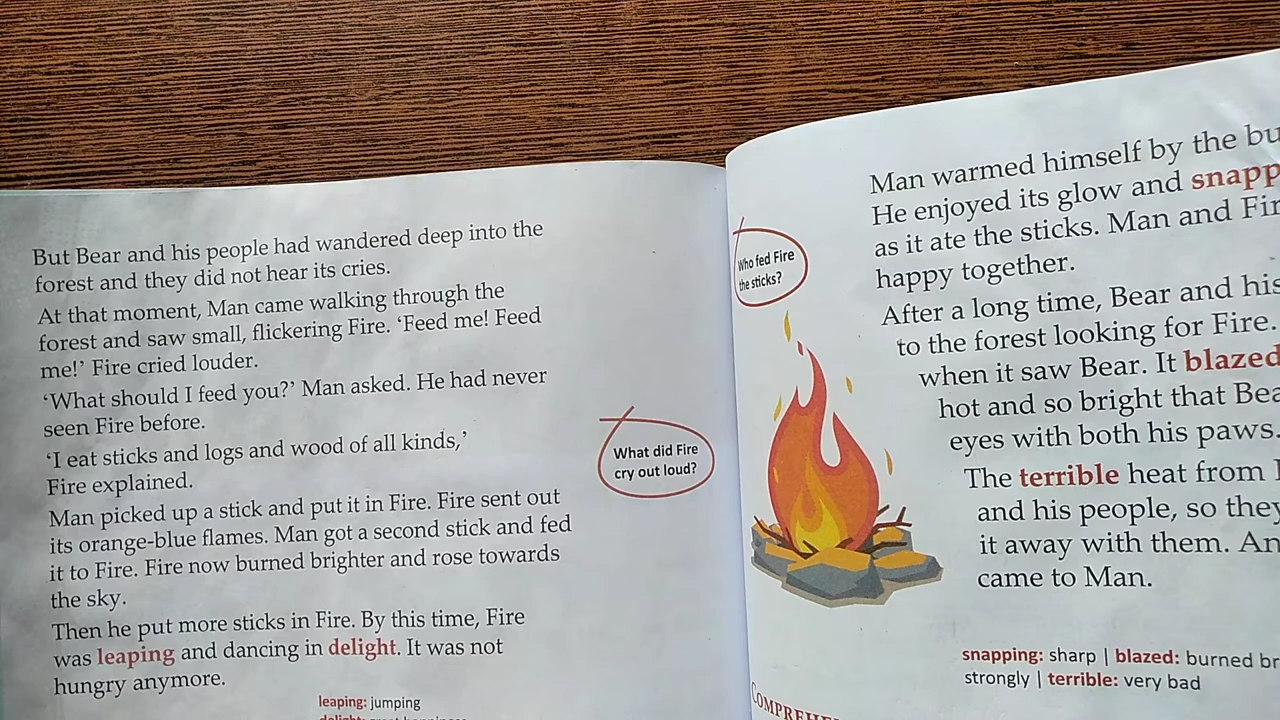 But Bear and his people had wandered deep into the
forest and they did not hear its cries.
At that moment, Man came walking through the
forest and saw small, flickering Fire. ‘Feed me! Feed
me!’ Fire cried louder.
‘What should I feed you?’ Man asked. He had never
seen Fire before.
‘I eat sticks and logs and wood of all kinds,’
Fire explained.
Man picked up a stick and put it in Fire. Fire sent out
its orange-blue flames. Man got a second stick and fed
it to Fire. Fire now burned brighter and rose towards
the sky.
Then he put more sticks in Fire. By this time, Fire
was leaping and dancing in delight. It was not
hungry anymore.
What did Fire
cry out loud?
leaping: jumping
delight: great happiness
Man warmed himself by the
He enjoyed its glow and
as it ate the sticks. Man and
happy together.
Who fed Fire
the sticks?
After a long time, Bear and his
to the forest looking for Fire.
when it saw Bear. It blazed
hot and so bright that
eyes with both his paws.
The terrible heat from
and his people, so they
it away with them.
came to Man.
snapping: sharp | blazed: burned
strongly | terrible: very bad